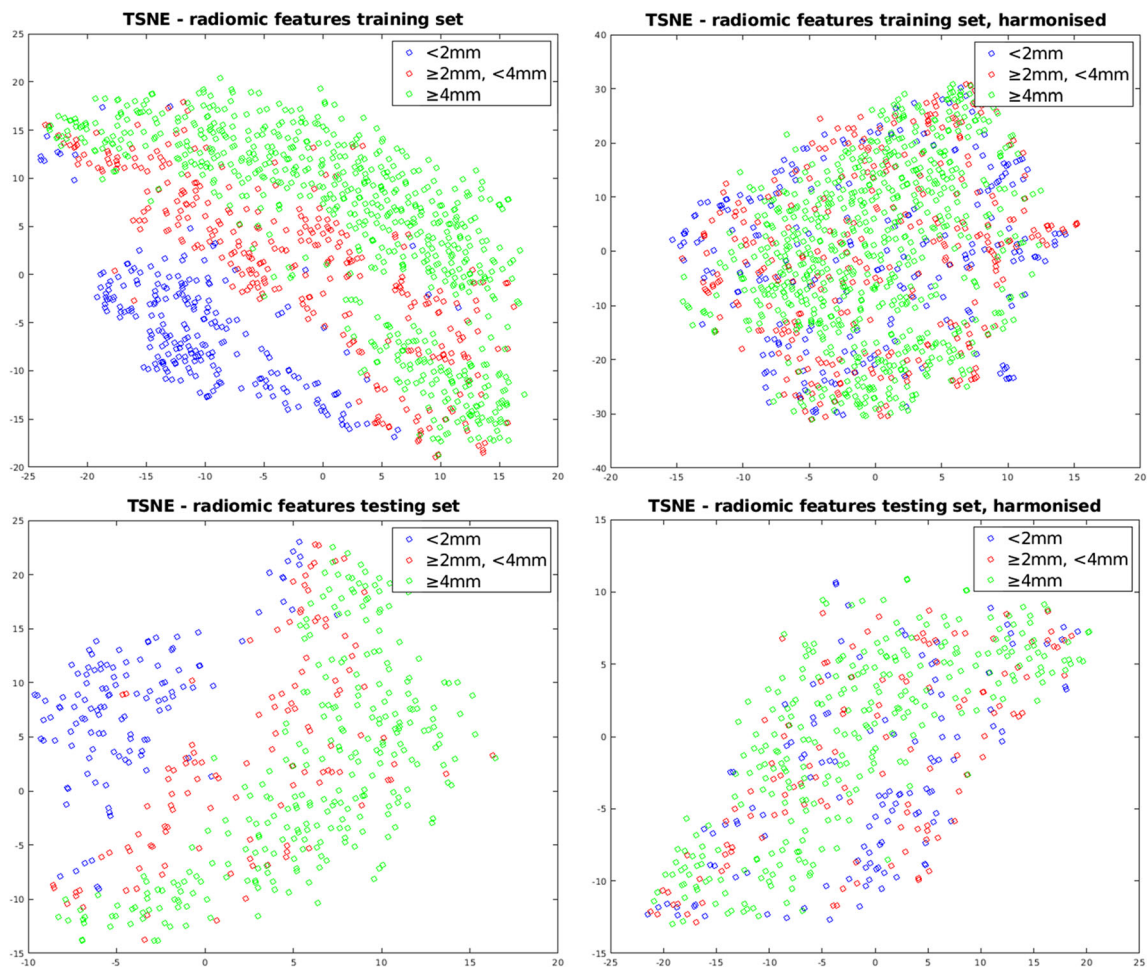 TSNE - radiomic features training set
<2mm
≥2mm, <4mm
≥4mm
25
20
15
10
5
0
-5
-10
-15
-20
-25 -20 -15 -10 -5 0 5 10 15 20
TSNE - radiomic features training set, harmonised
<2mm
≥2mm, <4mm
≥4mm
40
30
20
10
0
-10
-20
-30
-40
-20 -15 -10 -5 0 5 10 15 20
TSNE - radiomic features testing set
<2mm
≥2mm, <4mm
≥4mm
25
20
15
10
5
0
-5
-10
-15
-10 -5 0 5 10 15 20
TSNE - radiomic features testing set, harmonised
<2mm
≥2mm, <4mm
≥4mm
15
10
5
0
-5
-10
-15
-25 -20 -15 -10 -5 0 5 10 15 20 25